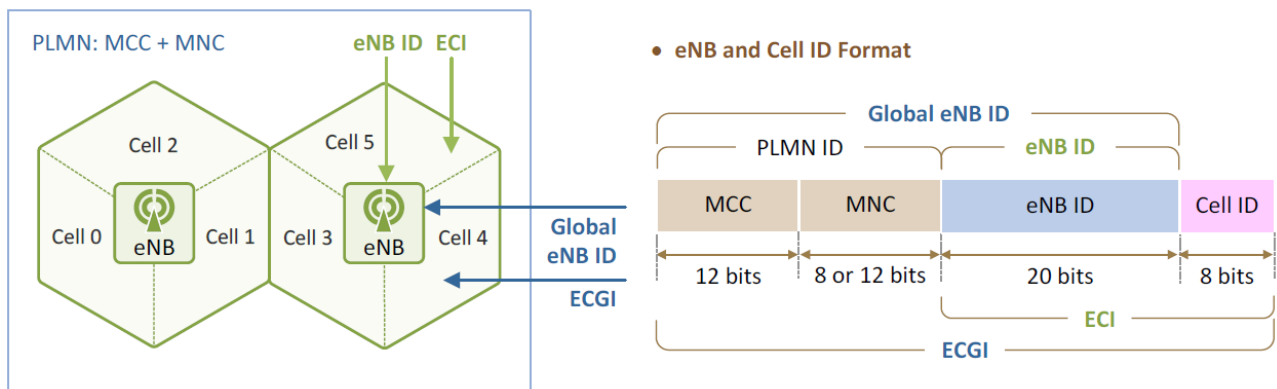 PLMN: MCC + MNC
eNB ID ECI
Cell 2
Cell 5
Cell 0
eNB
Cell 1
Cell 3
eNB
Cell 4
Global
eNB ID
ECGI
• eNB and Cell ID Format
Global eNB ID
PLMN ID
eNB ID
MCC
MNC
eNB ID
Cell ID
12 bits
8 or 12 bits
20 bits
8 bits
ECI
ECGI